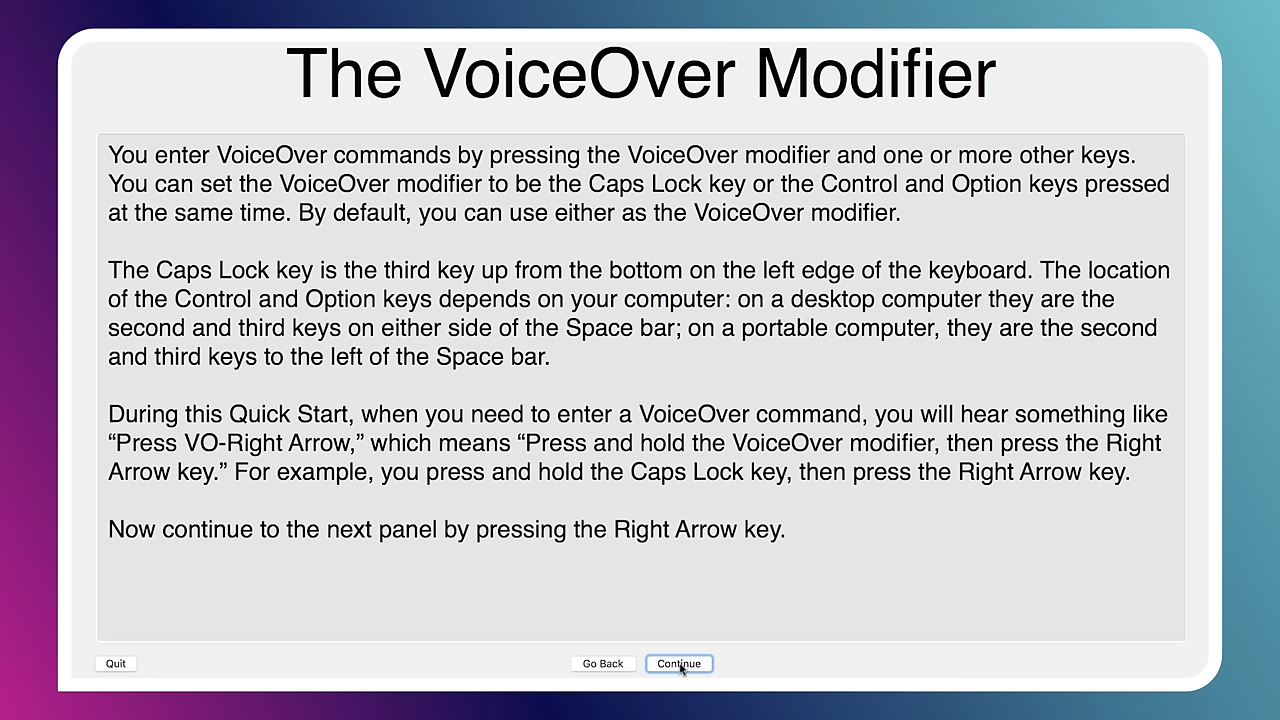 The VoiceOver Modifier
You enter VoiceOver commands by pressing the VoiceOver modifier and one or more other keys.
You can set the VoiceOver modifier to be the Caps Lock key or the Control and Option keys pressed
at the same time. By default, you can use either as the VoiceOver modifier.
The Caps Lock key is the third key up from the bottom on the left edge of the keyboard. The location
of the Control and Option keys depends on your computer: on a desktop computer they are the
second and third keys on either side of the Space bar; on a portable computer, they are the second
and third keys to the left of the Space bar.
During this Quick Start, when you need to enter a VoiceOver command, you will hear something like
“Press VO-Right Arrow,” which means “Press and hold the VoiceOver modifier, then press the Right
Arrow key.” For example, you press and hold the Caps Lock key, then press the Right Arrow key.
Now continue to the next panel by pressing the Right Arrow key.
Quit
Go Back
Continue